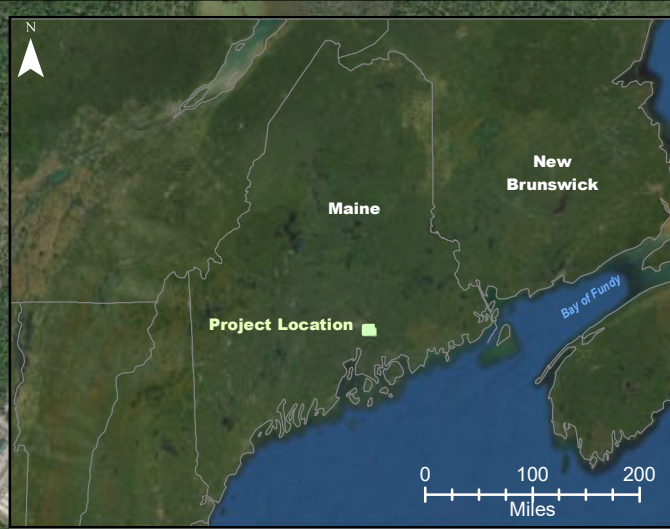 N
New
Brunswick
Maine
Bay of Fundy
Project Location
0 100 200
Miles